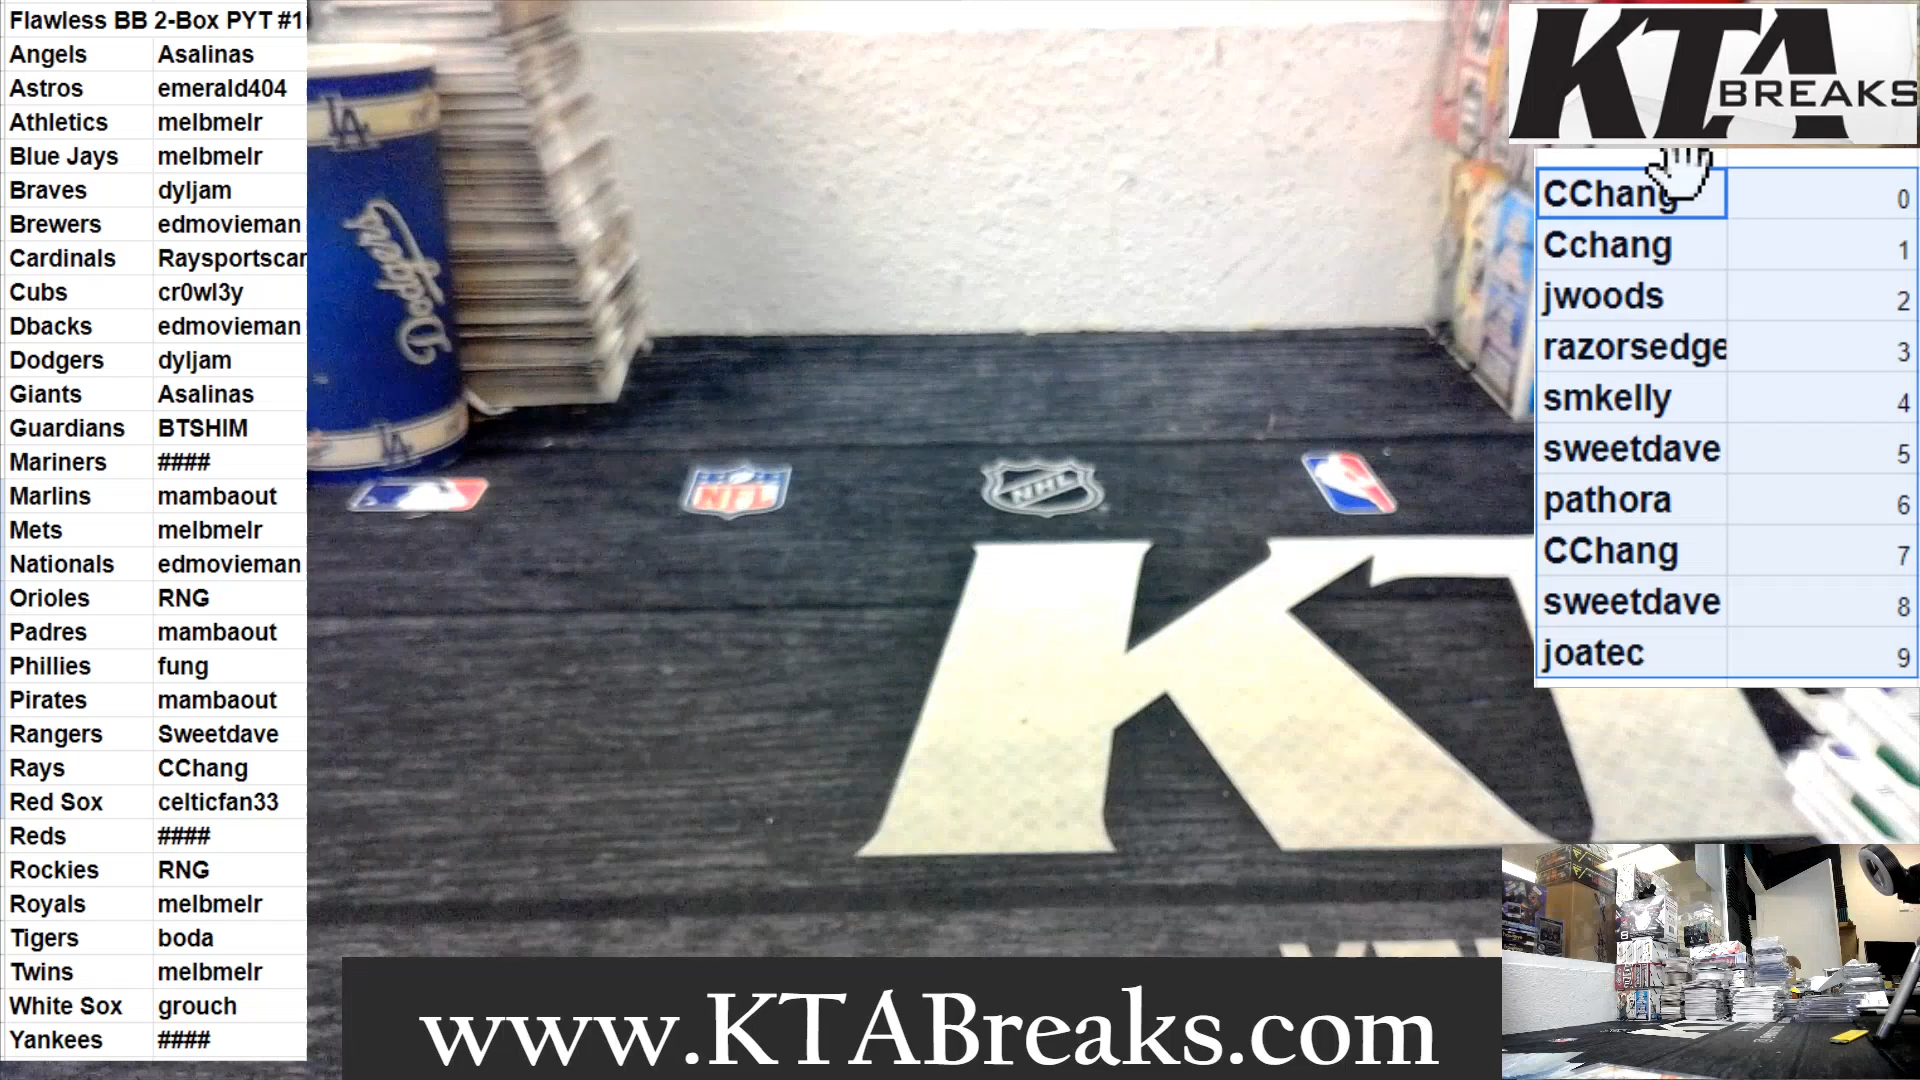 Flawless BB 2-Box PYT #1
Angels Asalinas
Astros emerald404
Athletics melbmelr
Blue Jays melbmelr
Braves dyljam
Brewers edmovieman
Cardinals Raysportscar
Cubs cr0wl3y
Dbacks edmovieman
Dodgers dyljam
Giants Asalinas
Guardians BTSHIM
Mariners ####
Marlins mambaout
Mets melbmelr
Nationals edmovieman
Orioles RNG
Padres mambaout
Phillies fung
Pirates mambaout
Rangers Sweetdave
Rays CChang
Red Sox celticfan33
Reds ####
Rockies RNG
Royals melbmelr
Tigers boda
Twins melbmelr
White Sox grouch
Yankees ####
LA
Dodgers
LA
NFL
NHL
KT
KTA
BREAKS
CChang 0
Cchang 1
jwoods 2
razorsedge 3
smkelly 4
sweetdave 5
pathora 6
CChang 7
sweetdave 8
joatec 9
www.KTABreaks.com